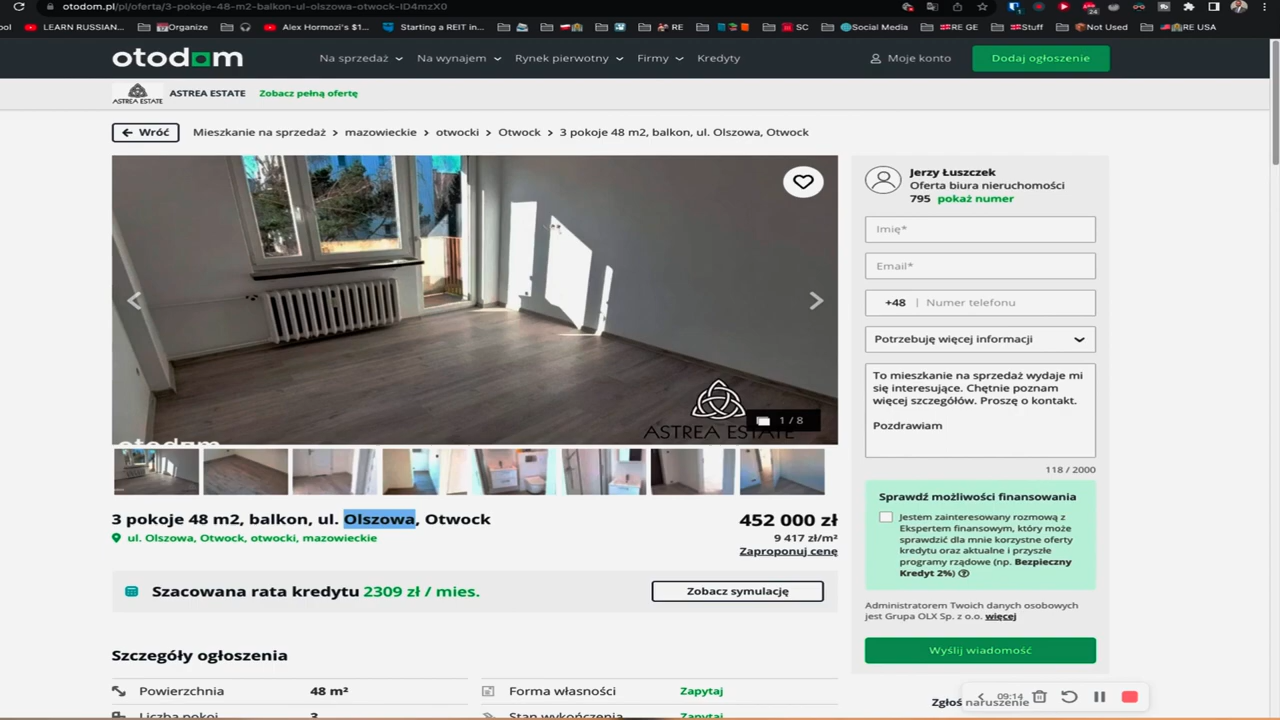 otodom.pl/pl/oferta/3-pokoje-48-m2-balkon-ul-olszowa-otwock-ID4mzX0
ol LEARN RUSSIAN... Organize Alex Hormozi's $1... Starting a REIT in... RE SC Social Media RE GE Stuff Not Used RE USA
otodom Na sprzedaż Na wynajem Rynek pierwotny Firmy Kredyty Moje konto Dodaj ogłoszenie
ASTREA ESTATE ASTREA ESTATE Zobacz pełną ofertę
Wróć Mieszkanie na sprzedaż > mazowieckie > otwocki > Otwock > 3 pokoje 48 m2, balkon, ul. Olszowa, Otwock
Jerzy Łuszczek
Oferta biura nieruchomości
795 pokaż numer
Imię*
Email*
+48 Numer telefonu
Potrzebuję więcej informacji
To mieszkanie na sprzedaż wydaje mi
się interesujące. Chętnie poznam
więcej szczegółów. Proszę o kontakt.
Pozdrawiam
118 / 2000
1 / 8
ASTREA ESTATE
otodom
3 pokoje 48 m2, balkon, ul. Olszowa, Otwock
452 000 zł
ul. Olszowa, Otwock, otwocki, mazowieckie
9 417 zł/m²
Zaproponuj cenę
Szacowana rata kredytu 2309 zł / mies.
Zobacz symulację
Sprawdź możliwości finansowania
Jestem zainteresowany rozmową z
Ekspertem finansowym, który może
sprawdzić dla mnie korzystne oferty
kredytu oraz aktualne i przyszłe
programy rządowe (np. Bezpieczny
Kredyt 2%)
Administratorem Twoich danych osobowych
jest Grupa OLX Sp. z o.o. więcej
Wyślij wiadomość
Szczegóły ogłoszenia
Powierzchnia 48 m² Forma własności Zapytaj
Liczba pokoi 3 Stan wykończenia Zapytaj
09:14
Zgłoś naruszenie